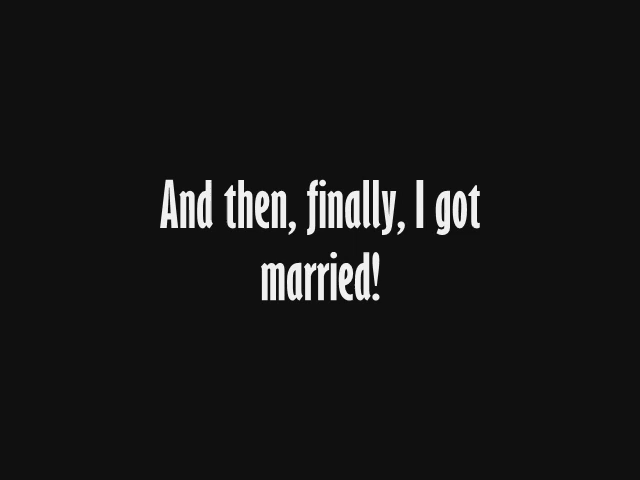 And then, finally, I got
married!